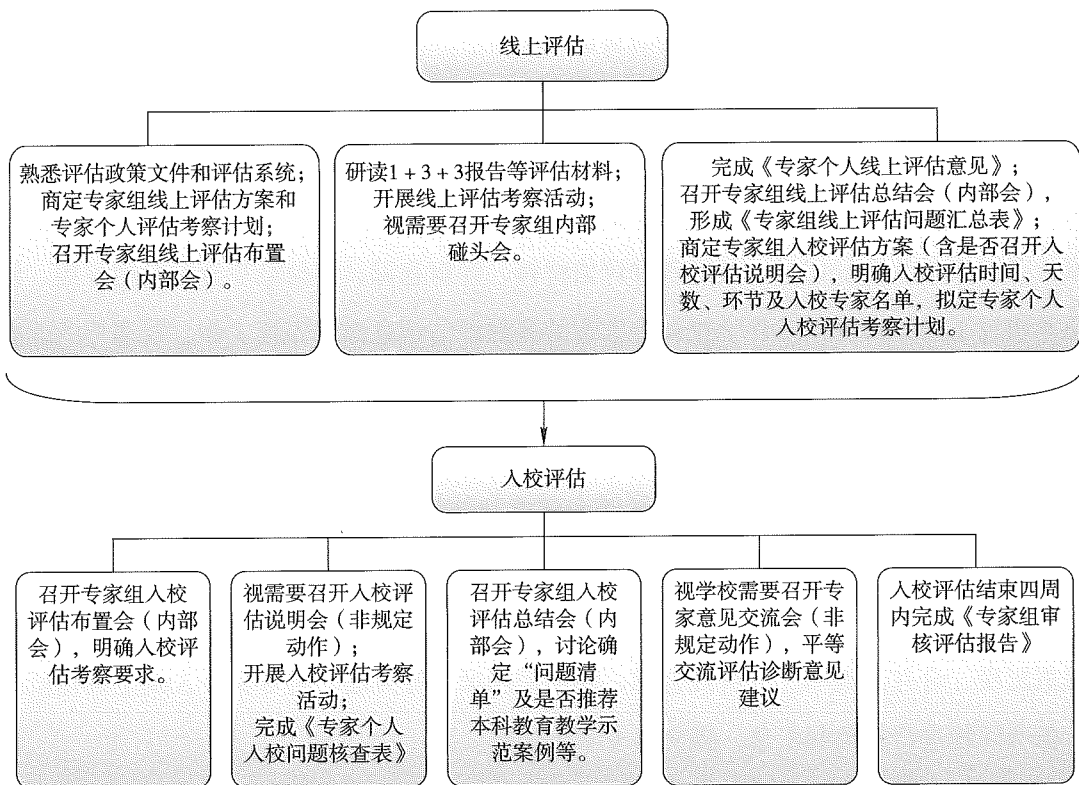 线上评估
熟悉评估政策文件和评估系统；
商定专家组线上评估方案和
专家个人评估考察计划；
召开专家组线上评估布置
会（内部会）。
研读1+3+3报告等评估材料；
开展线上评估考察活动；
视需要召开专家组内部
碰头会。
完成《专家个人线上评估意见》；
召开专家组线上评估总结会（内部会），
形成《专家组线上评估问题汇总表》；
商定专家组入校评估方案（含是否召开入
校评估说明会），明确入校评估时间、天
数、环节及入校专家名单，拟定专家个人
入校评估考察计划。
入校评估
召开专家组入校
评估布置会（内部
会），明确入校评
估考察要求。
视需要召开入校评
估说明会（非规定
动作）；
开展入校评估考察
活动；
完成《专家个人
入校问题核查表》
召开专家组入校
评估总结会（内
部会），讨论确
定“问题清
单”及是否推荐
本科教育教学示
范案例等。
视学校需要召开专
家意见交流会（非
规定动作），平等
交流评估诊断意见
建议
入校评估结束四周
内完成《专家组审
核评估报告》